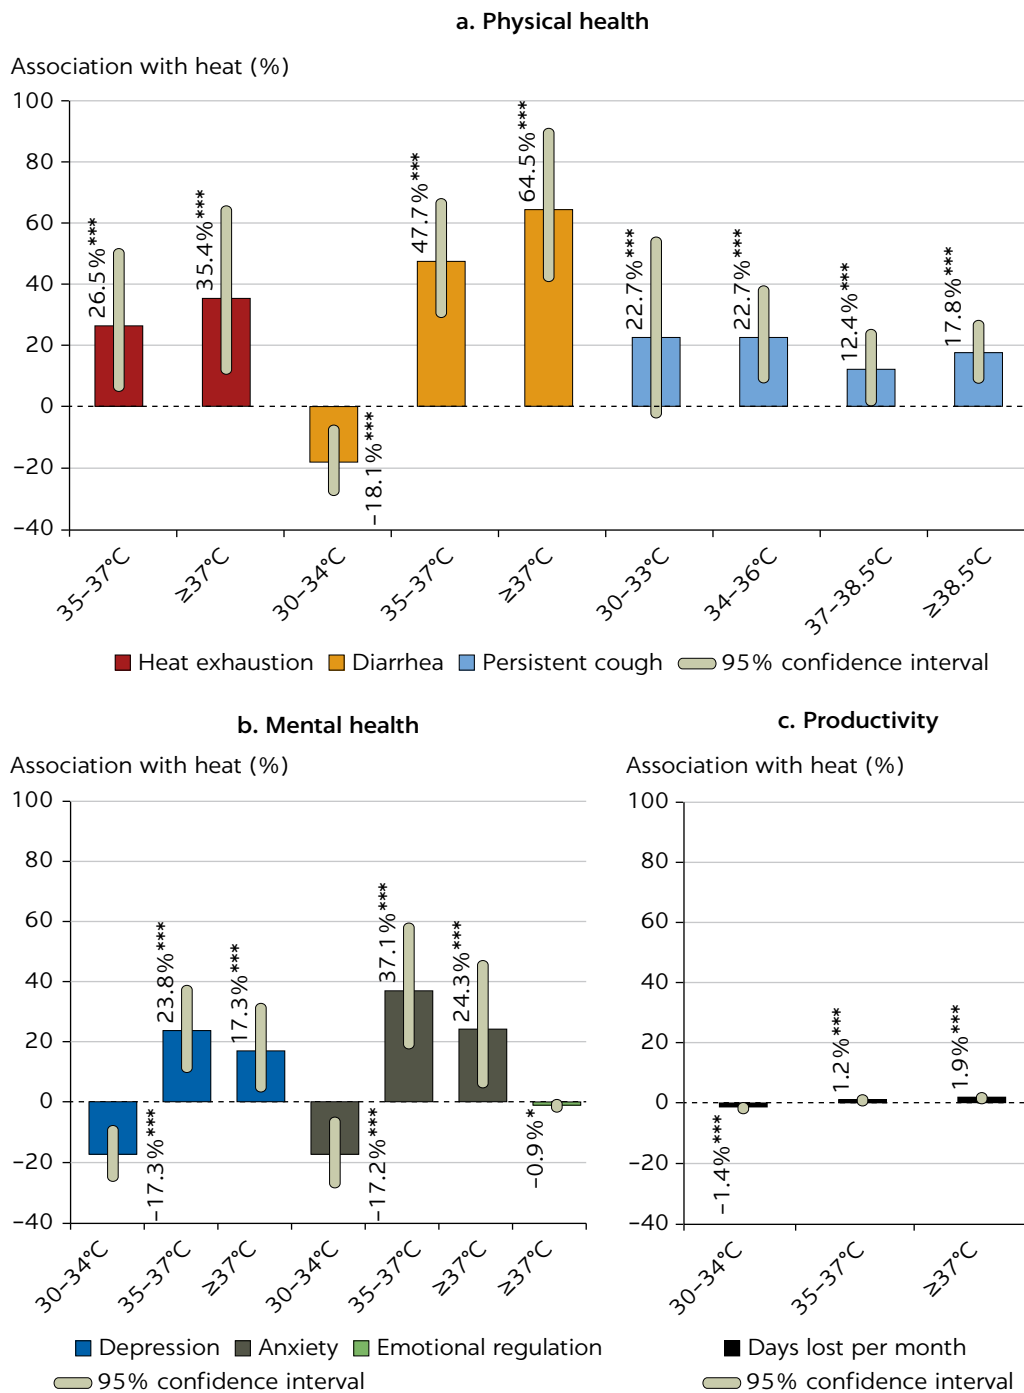 a. Physical health
Association with heat (%)
100
80
60
40
20
0
–20
–40
26.5%***
35.4%***
–18.1%***
47.7%***
64.5%***
22.7%***
22.7%***
12.4%***
17.8%***
35–37°C
≥37°C
30–34°C
35–37°C
≥37°C
30–33°C
34–36°C
37–38.5°C
≥38.5°C
Heat exhaustion Diarrhea Persistent cough 95% confidence interval
b. Mental health
Association with heat (%)
100
80
60
40
20
0
–20
–40
–17.3%***
23.8%***
17.3%***
–17.2%***
37.1%***
24.3%***
–0.9%*
30–34°C
35–37°C
≥37°C
30–34°C
35–37°C
≥37°C
≥37°C
Depression Anxiety Emotional regulation
95% confidence interval
c. Productivity
Association with heat (%)
100
80
60
40
20
0
–20
–40
–1.4%***
1.2%***
1.9%***
30–34°C
35–37°C
≥37°C
Days lost per month
95% confidence interval